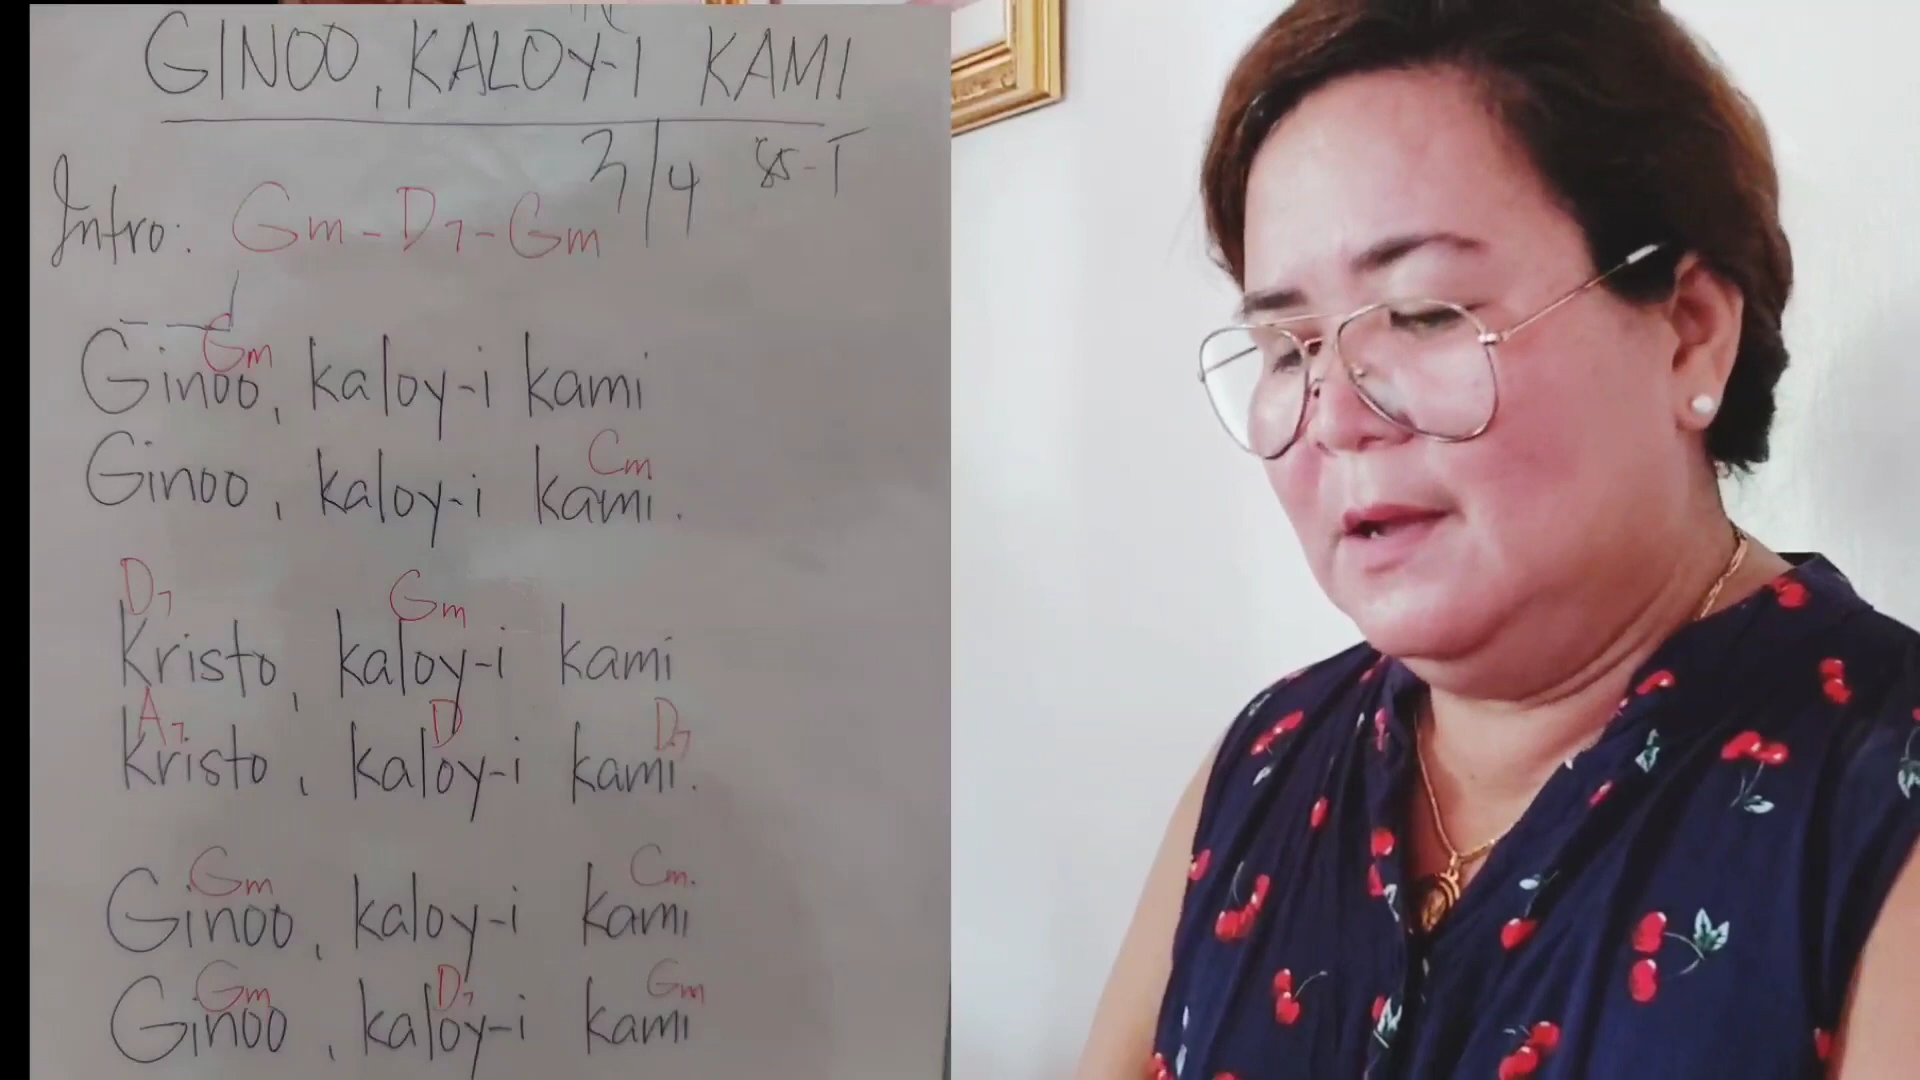 GINOO, KALOY-I KAMI
3/4 85-T
Intro: Gm - D7 - Gm
Gm
Ginoo, kaloy-i kami
Cm
Ginoo, kaloy-i kami.
D7 Gm
Kristo, kaloy-i kami
A7 D D7
Kristo, kaloy-i kami.
Gm Cm
Ginoo, kaloy-i kami
Gm D7 Gm
Ginoo, kaloy-i kami